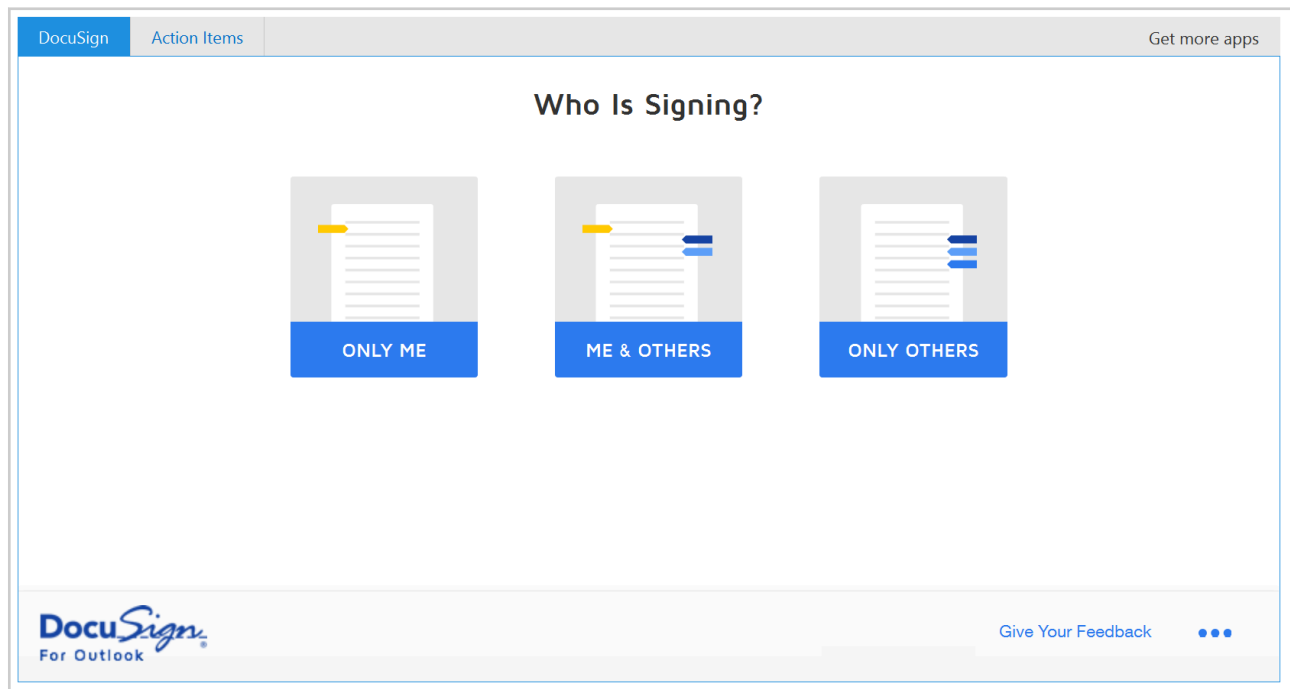 DocuSign Action Items Get more apps
Who Is Signing?
ONLY ME ME & OTHERS ONLY OTHERS
DocuSign®
For Outlook
Give Your Feedback